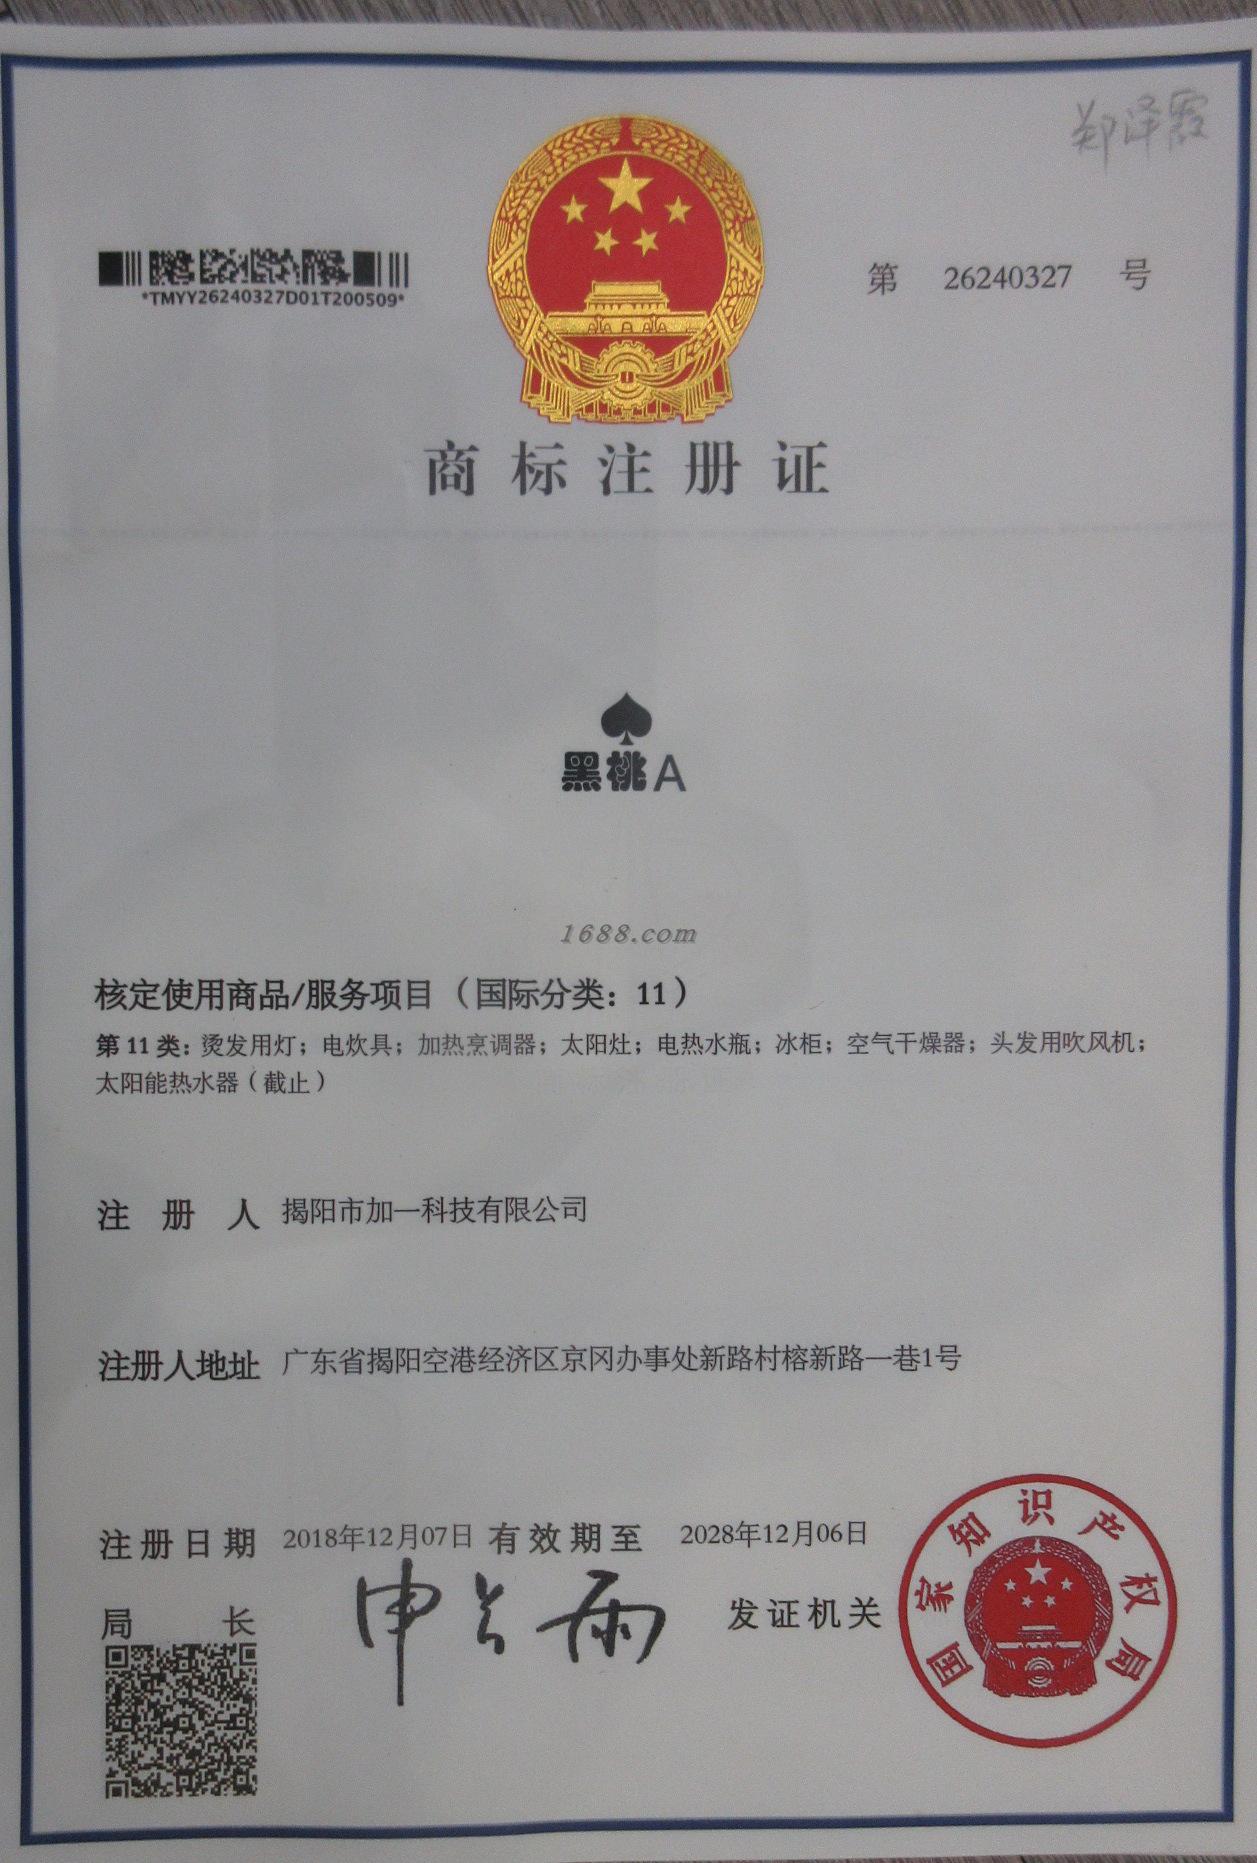 郑泽霞
*TMYY26240327D01T200509*
第 26240327 号
商标注册证
黑桃A
1688.com
核定使用商品/服务项目（国际分类：11）
第11类：烫发用灯；电炊具；加热烹调器；太阳灶；电热水瓶；冰柜；空气干燥器；头发用吹风机；
太阳能热水器（截止）
注册人 揭阳市加一科技有限公司
注册人地址 广东省揭阳空港经济区京冈办事处新路村榕新路一巷1号
注册日期 2018年12月07日 有效期至 2028年12月06日
局长 申长雨 发证机关
国家知识产权局